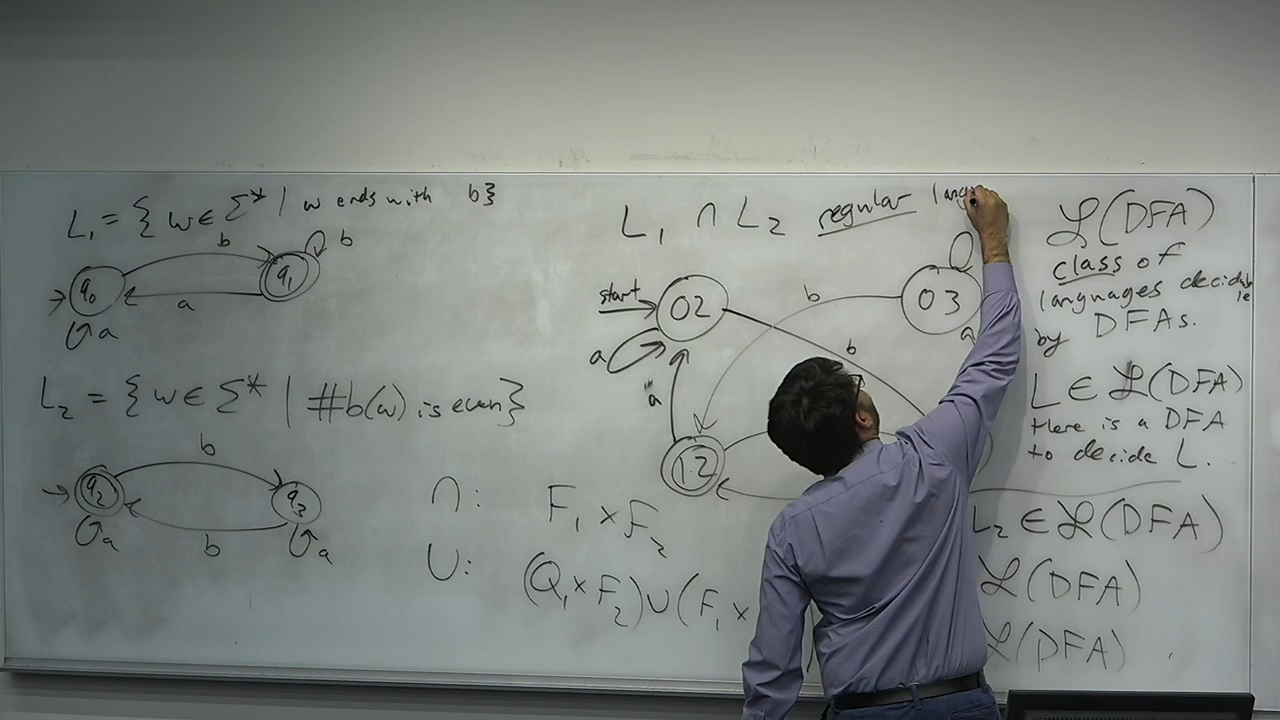 L₁ = { w ∈ Σ* | w ends with b}
b
b
q₀
q₁
a
a
L₂ = { w ∈ Σ* | #b(w) is even}
b
q₂
q₃
a
b
a
L₁ ∩ L₂ regular langu
start
02
b
03
a
b
a
a
12
∩: F₁ × F₂
∪: (Q₁ × F₂) ∪ (F₁ ×
ℒ(DFA)
class of
languages decidable
by DFAs.
L ∈ ℒ(DFA)
there is a DFA
to decide L.
L₂ ∈ ℒ(DFA)
ℒ(DFA)
ℒ(DFA)